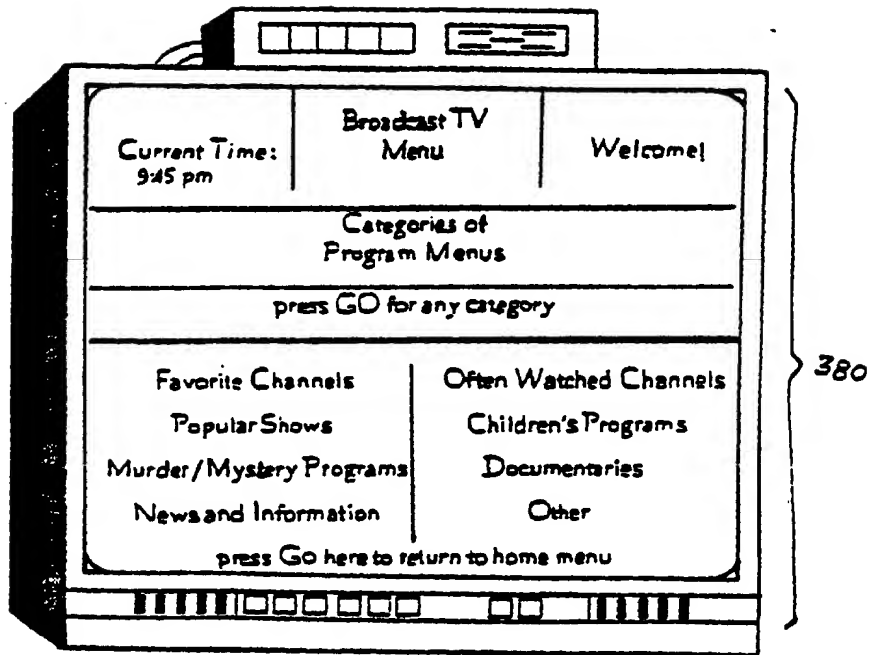 Current Time:
9:45 pm
Broadcast TV
Menu
Welcome!
Categories of
Program Menus
press GO for any category
Favorite Channels
Popular Shows
Murder/Mystery Programs
News and Information
Often Watched Channels
Children's Programs
Documentaries
Other
press Go here to return to home menu
380